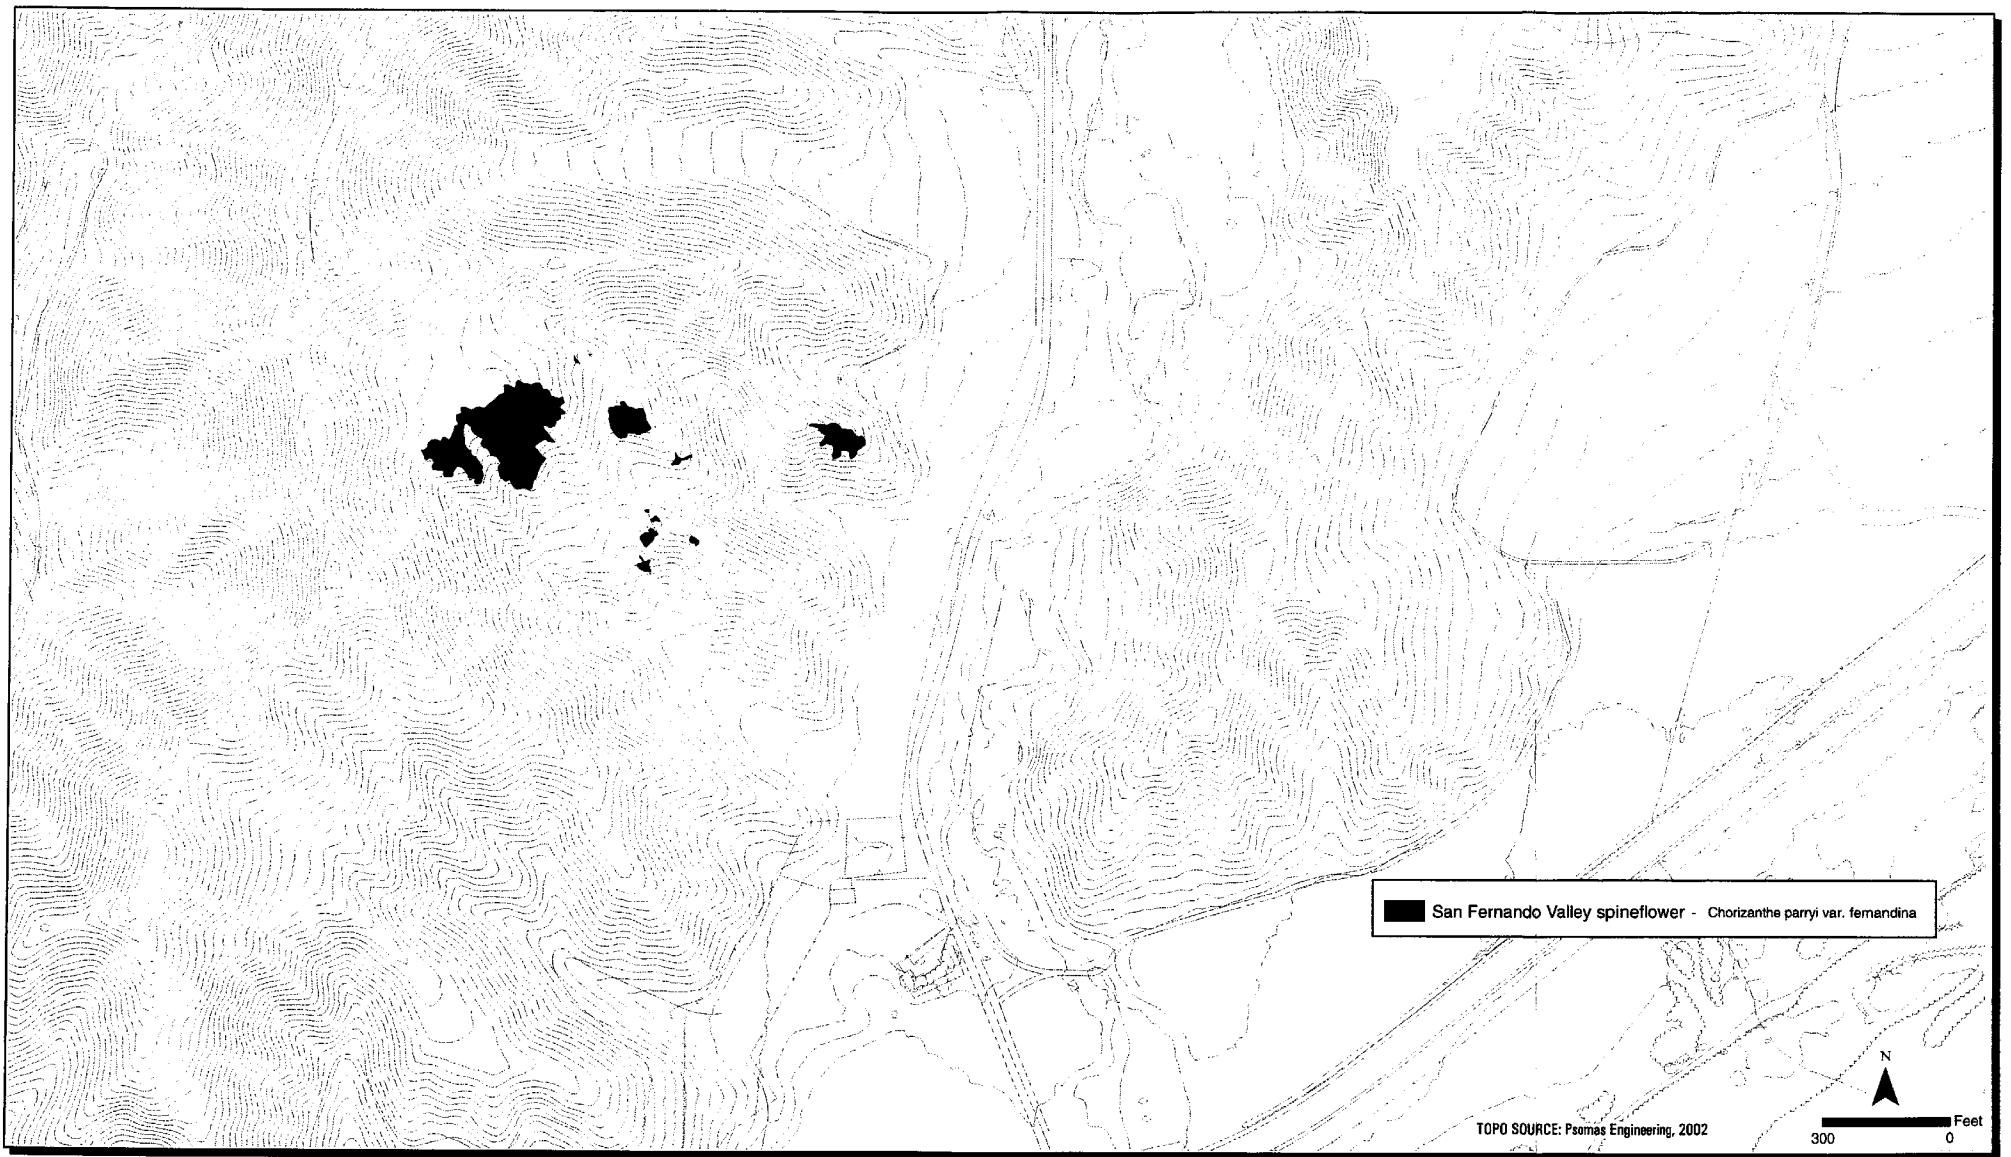 San Fernando Valley spineflower - Chorizanthe parryi var. fernandina
N
TOPO SOURCE: Psomas Engineering, 2002
Feet
300 0